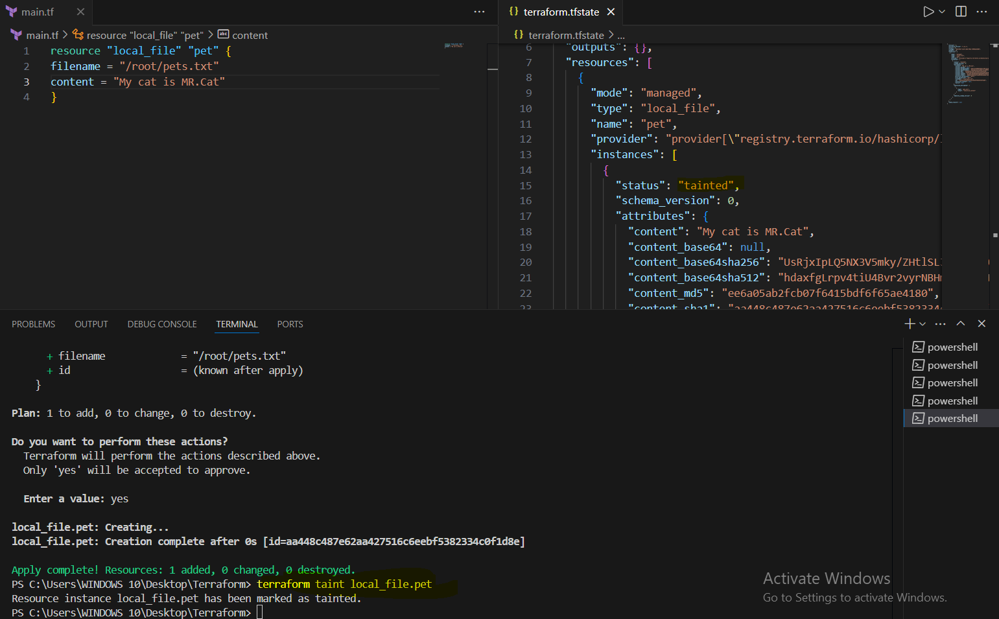 main.tf
main.tf > resource "local_file" "pet" > content
1 resource "local_file" "pet" {
2 filename = "/root/pets.txt"
3 content = "My cat is MR.Cat"
4 }
terraform.tfstate
terraform.tfstate > ...
6 "outputs": {},
7 "resources": [
8 {
9 "mode": "managed",
10 "type": "local_file",
11 "name": "pet",
12 "provider": "provider[\"registry.terraform.io/hashicorp/
13 "instances": [
14 {
15 "status": "tainted",
16 "schema_version": 0,
17 "attributes": {
18 "content": "My cat is MR.Cat",
19 "content_base64": null,
20 "content_base64sha256": "UsRjxIpLQ5NX3V5mky/ZHtlSL
21 "content_base64sha512": "hdaxfgLrpv4tiU4Bvr2vyrNBH
22 "content_md5": "ee6a05ab2fcb07f6415bdf6f65ae4180",
23 "content_sha1": "aa448c487e62aa427516c6eebf5382334
PROBLEMS OUTPUT DEBUG CONSOLE TERMINAL PORTS
+ filename = "/root/pets.txt"
+ id = (known after apply)
}
Plan: 1 to add, 0 to change, 0 to destroy.
Do you want to perform these actions?
Terraform will perform the actions described above.
Only 'yes' will be accepted to approve.
Enter a value: yes
local_file.pet: Creating...
local_file.pet: Creation complete after 0s [id=aa448c487e62aa427516c6eebf5382334c0f1d8e]
Apply complete! Resources: 1 added, 0 changed, 0 destroyed.
PS C:\Users\WINDOWS 10\Desktop\Terraform> terraform taint local_file.pet
Resource instance local_file.pet has been marked as tainted.
PS C:\Users\WINDOWS 10\Desktop\Terraform>
powershell
powershell
powershell
powershell
powershell
Activate Windows
Go to Settings to activate Windows.